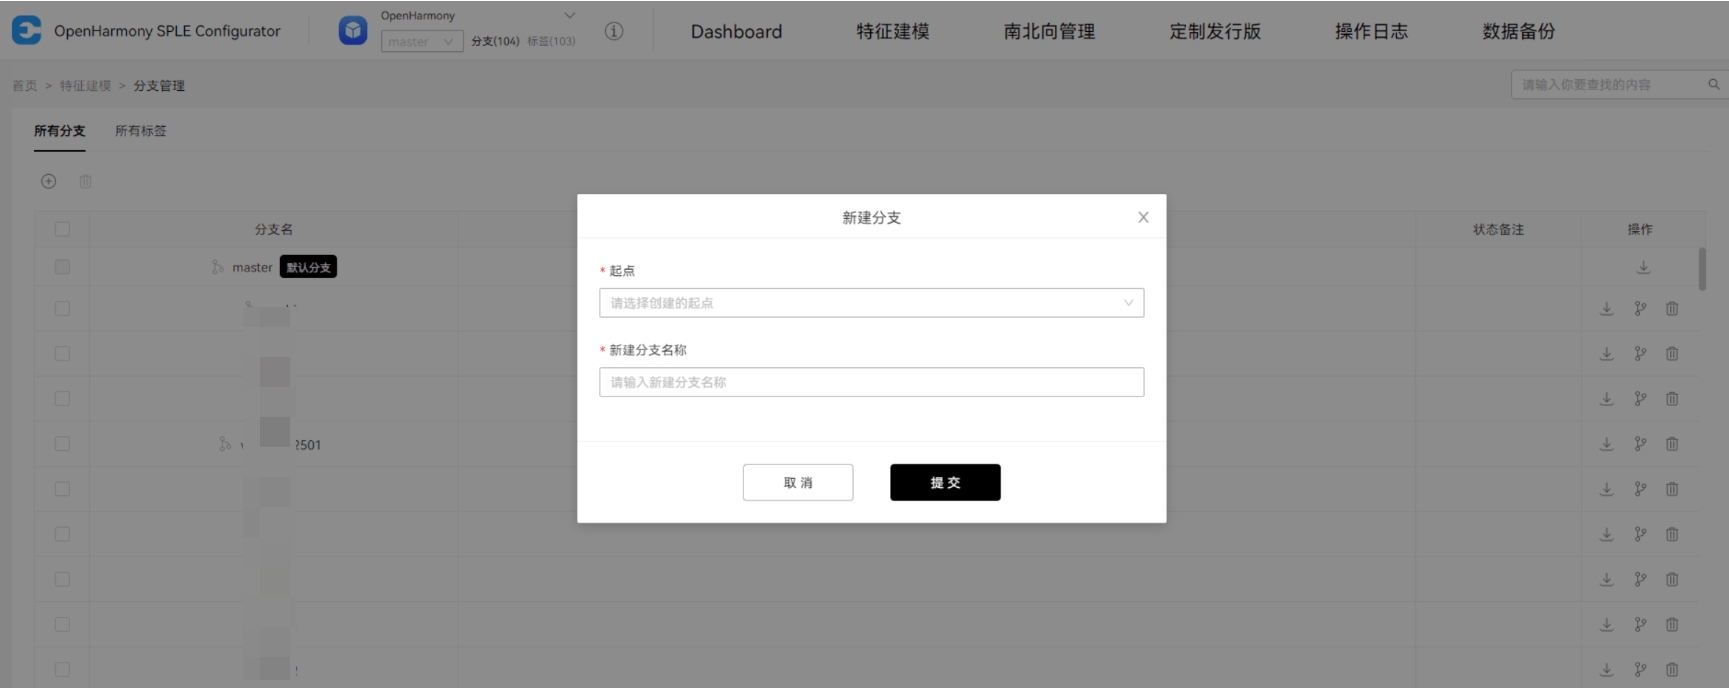 OpenHarmony SPLE Configurator
OpenHarmony
master 分支(104) 标签(103)
Dashboard 特征建模 南北向管理 定制发行版 操作日志 数据备份
首页 > 特征建模 > 分支管理
请输入你要查找的内容
所有分支 所有标签
分支名 状态备注 操作
master 默认分支
2501
新建分支
* 起点
请选择创建的起点
* 新建分支名称
请输入新建分支名称
取消 提交